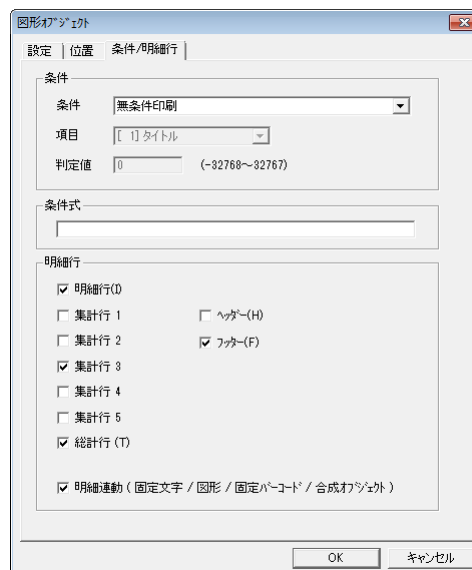 図形ｵﾌﾞｼﾞｪｸﾄ
設定 位置 条件/明細行
条件
条件 無条件印刷
項目 [ 1]タイトル
判定値 0 (-32768～32767)
条件式
明細行
明細行(I)
集計行 1 ﾍｯﾀﾞｰ(H)
集計行 2 ﾌｯﾀｰ(F)
集計行 3
集計行 4
集計行 5
総計行 (T)
明細連動 ( 固定文字 / 図形 / 固定ﾊﾞｰｺｰﾄﾞ / 合成ｵﾌﾞｼﾞｪｸﾄ )
OK キャンセル